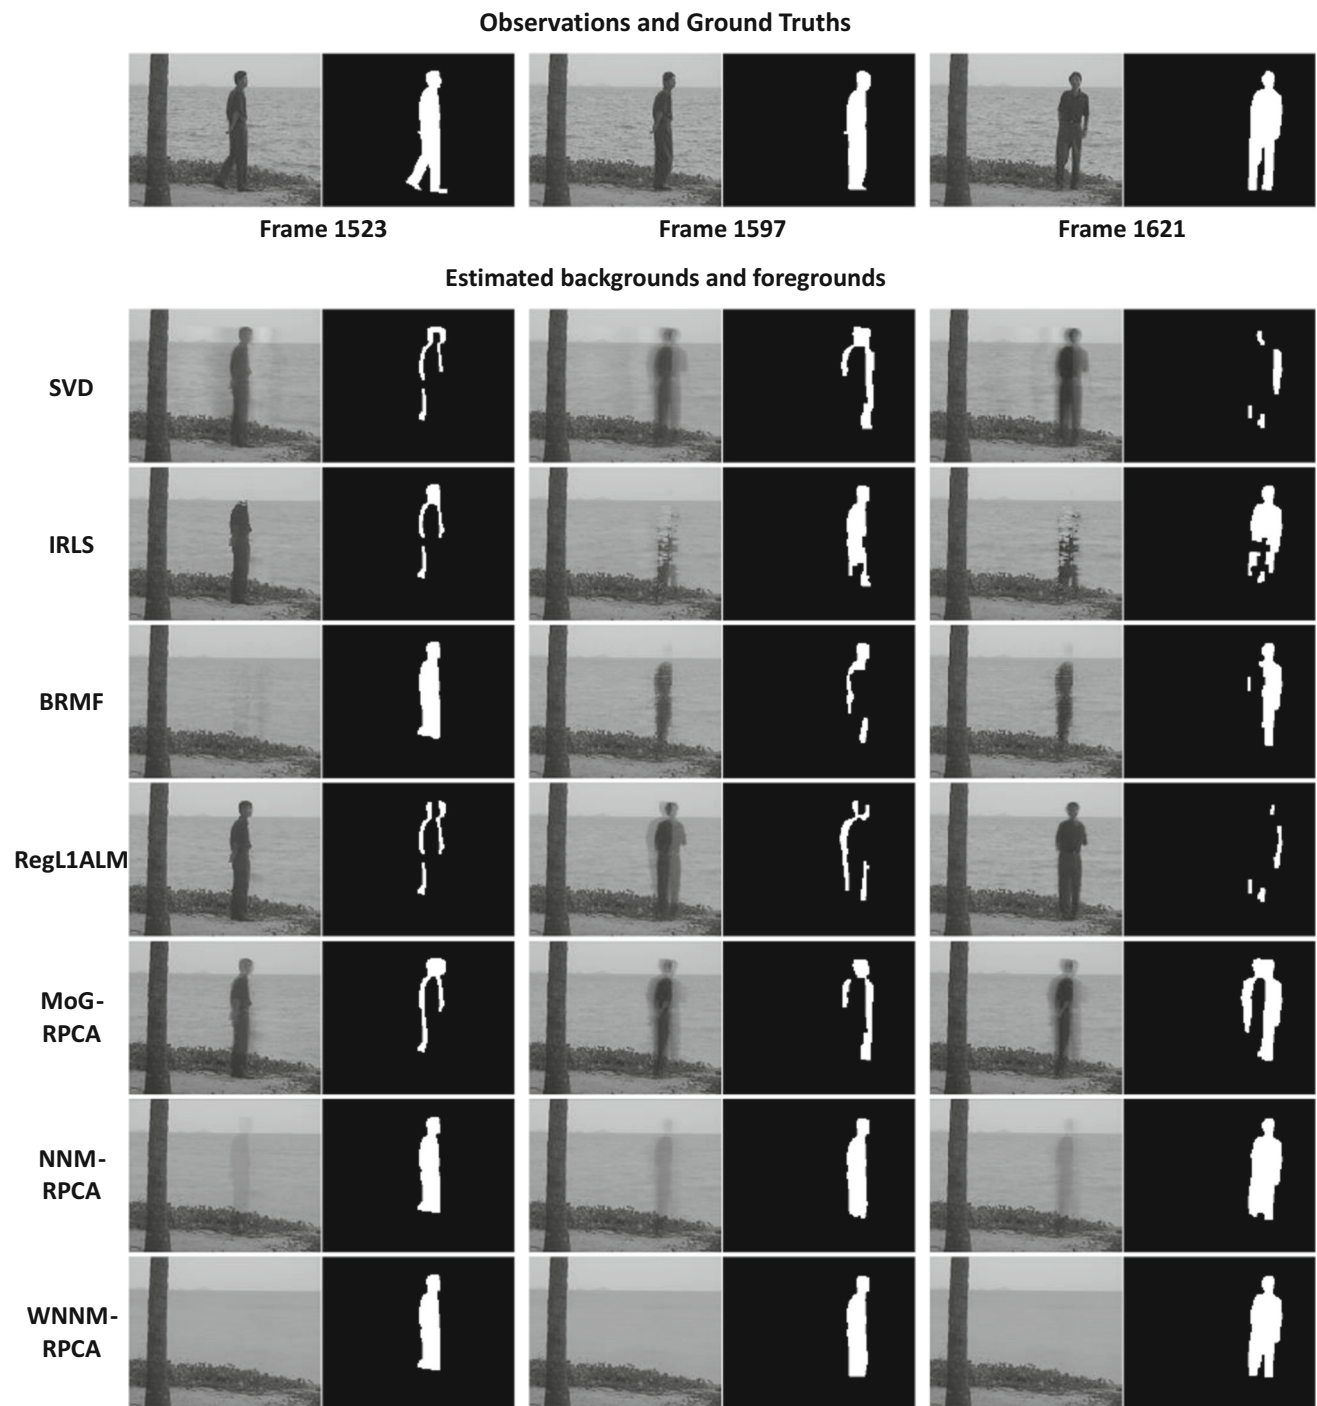 Observations and Ground Truths
Frame 1523
Frame 1597
Frame 1621
Estimated backgrounds and foregrounds
SVD
IRLS
BRMF
RegL1ALM
MoG-
RPCA
NNM-
RPCA
WNNM-
RPCA